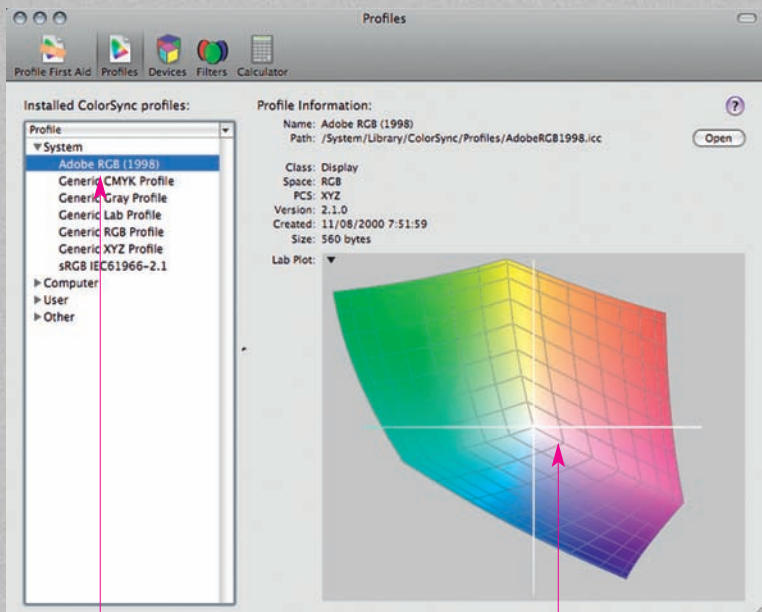 Profiles
Profile First Aid Profiles Devices Filters Calculator
Installed ColorSync profiles:
Profile
System
Adobe RGB (1998)
Generic CMYK Profile
Generic Gray Profile
Generic Lab Profile
Generic RGB Profile
Generic XYZ Profile
sRGB IEC61966-2.1
Computer
User
Other
Profile Information:
?
Name: Adobe RGB (1998)
Path: /System/Library/ColorSync/Profiles/AdobeRGB1998.icc
Open
Class: Display
Space: RGB
PCS: XYZ
Version: 2.1.0
Created: 11/08/2000 7:51:59
Size: 560 bytes
Lab Plot: